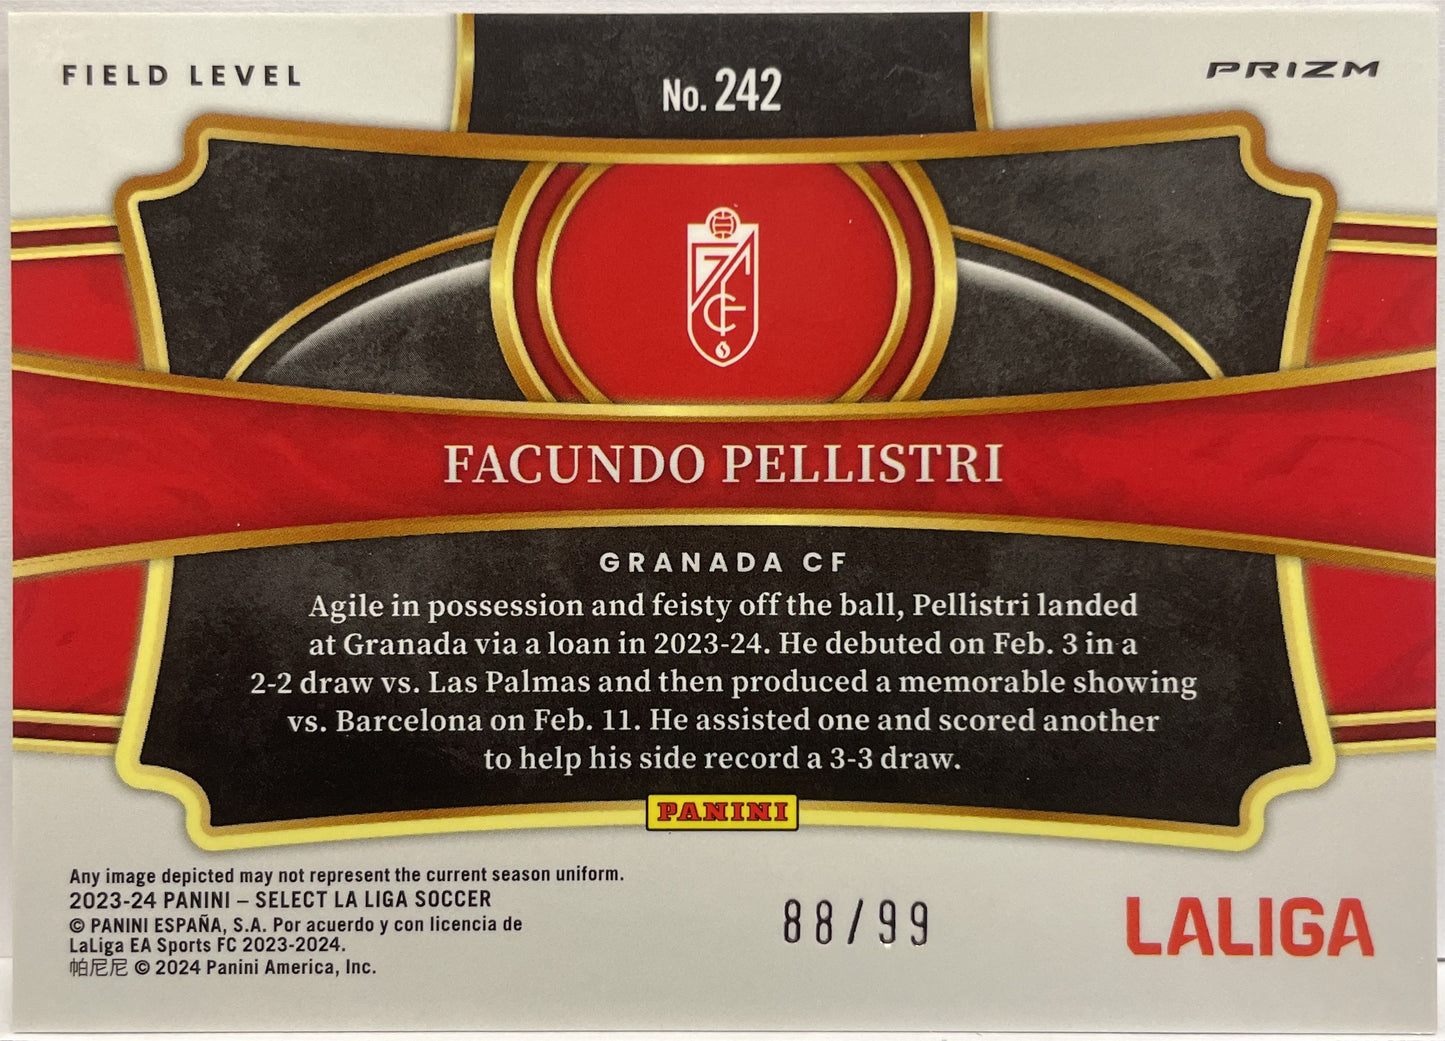 FIELD LEVEL
No. 242
PRIZM
FACUNDO PELLISTRI
GRANADA CF
Agile in possession and feisty off the ball, Pellistri landed
at Granada via a loan in 2023-24. He debuted on Feb. 3 in a
2-2 draw vs. Las Palmas and then produced a memorable showing
vs. Barcelona on Feb. 11. He assisted one and scored another
to help his side record a 3-3 draw.
PANINI
Any image depicted may not represent the current season uniform.
2023-24 PANINI – SELECT LA LIGA SOCCER
© PANINI ESPAÑA, S.A. Por acuerdo y con licencia de
LaLiga EA Sports FC 2023-2024.
帕尼尼 © 2024 Panini America, Inc.
88/99
LALIGA